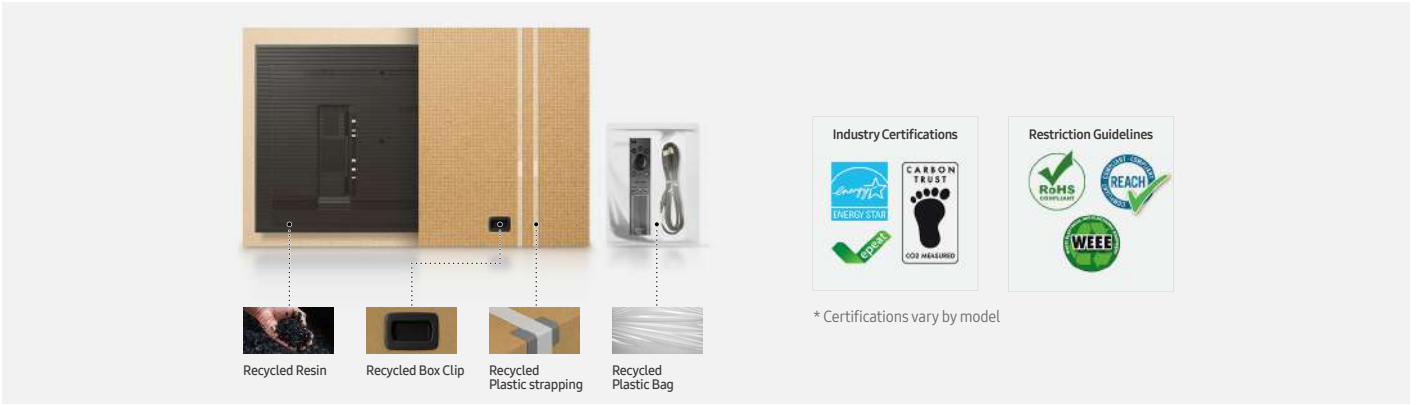 Recycled Resin
Recycled Box Clip
Recycled
Plastic strapping
Recycled
Plastic Bag
Industry Certifications
energy
ENERGY STAR
CARBON
TRUST
CO2 MEASURED
epeat
Restriction Guidelines
RoHS
COMPLIANT
REACH
WEEE
* Certifications vary by model